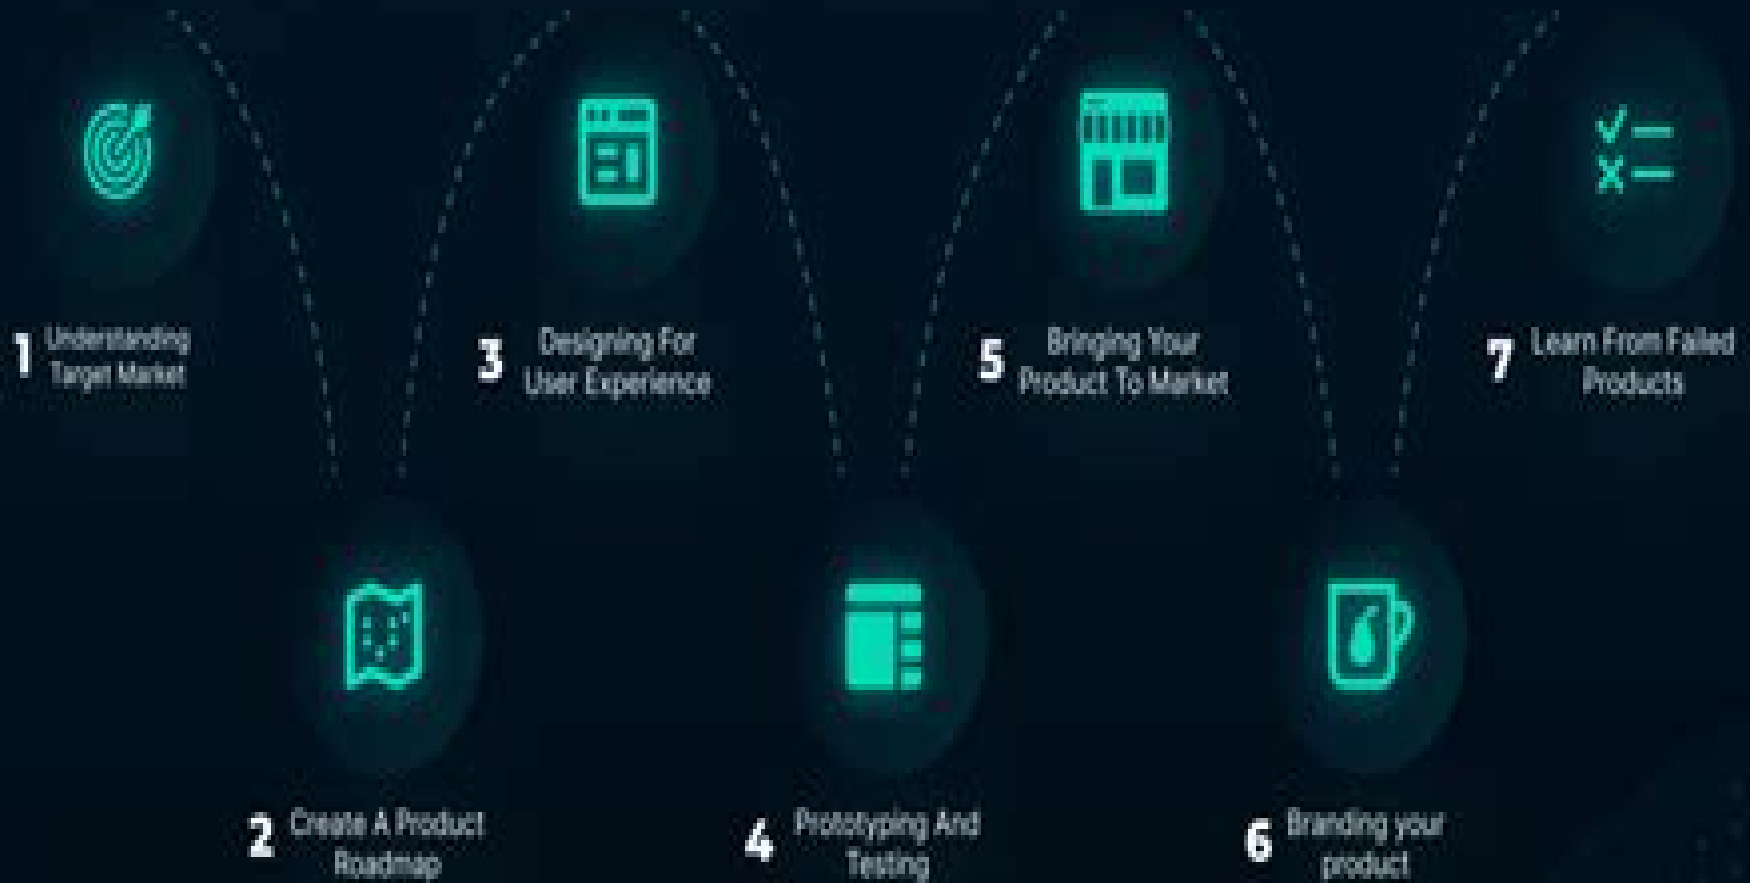 1 Understanding
Target Market
2 Create A Product
Roadmap
3 Designing For
User Experience
4 Prototyping And
Testing
5 Bringing Your
Product To Market
6 Branding your
product
7 Learn From Failed
Products